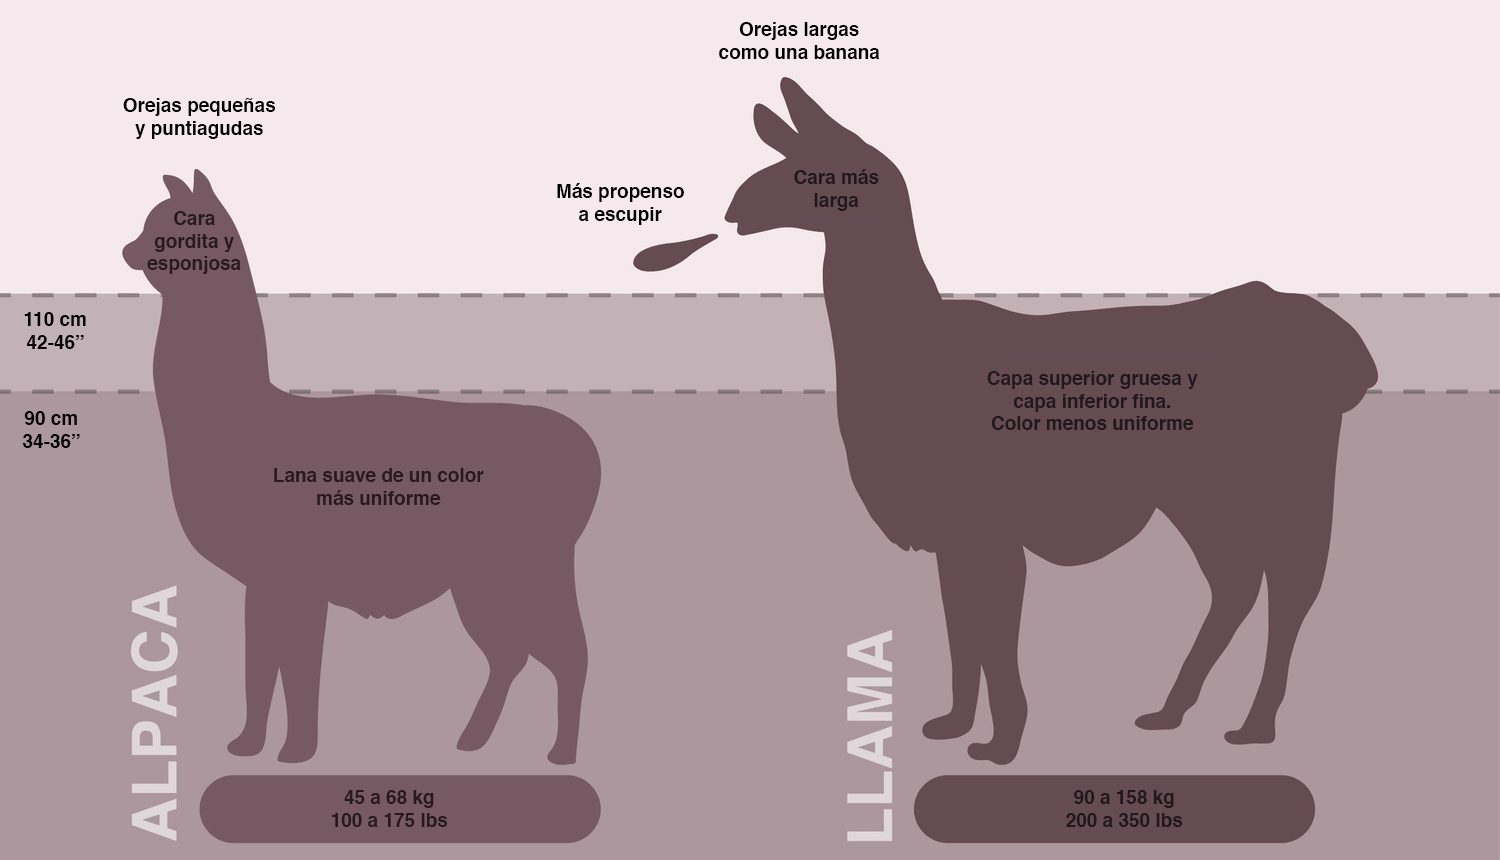 Orejas largas
como una banana
Orejas pequeñas
y puntiagudas
Más propenso
a escupir
Cara más
larga
Cara
gordita y
esponjosa
110 cm
42-46’’
90 cm
34-36’’
Capa superior gruesa y
capa inferior fina.
Color menos uniforme
Lana suave de un color
más uniforme
ALPACA
LLAMA
45 a 68 kg
100 a 175 lbs
90 a 158 kg
200 a 350 lbs